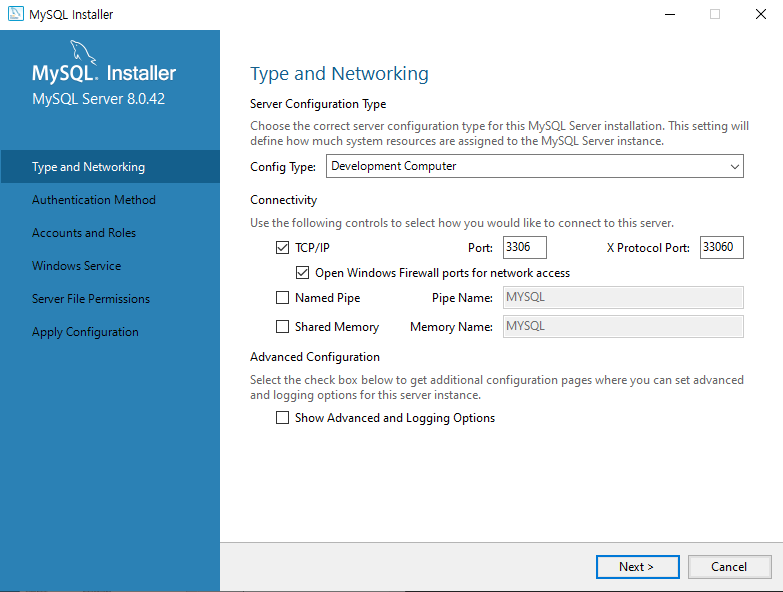 MySQL Installer
MySQL. Installer
MySQL Server 8.0.42
Type and Networking
Authentication Method
Accounts and Roles
Windows Service
Server File Permissions
Apply Configuration
Type and Networking
Server Configuration Type
Choose the correct server configuration type for this MySQL Server installation. This setting will
define how much system resources are assigned to the MySQL Server instance.
Config Type: Development Computer
Connectivity
Use the following controls to select how you would like to connect to this server.
TCP/IP Port: 3306 X Protocol Port: 33060
Open Windows Firewall ports for network access
Named Pipe Pipe Name: MYSQL
Shared Memory Memory Name: MYSQL
Advanced Configuration
Select the check box below to get additional configuration pages where you can set advanced
and logging options for this server instance.
Show Advanced and Logging Options
Next > Cancel